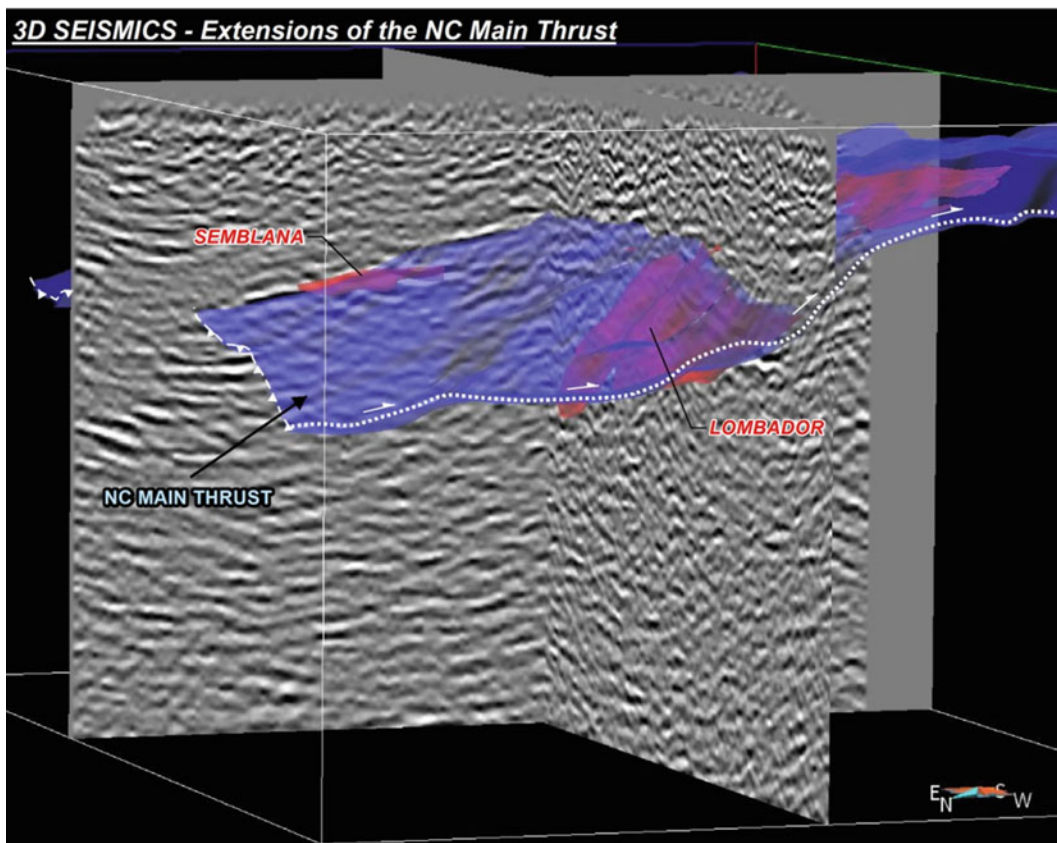 3D SEISMICS - Extensions of the NC Main Thrust
SEMBLANA
LOMBADOR
NC MAIN THRUST
E N S W